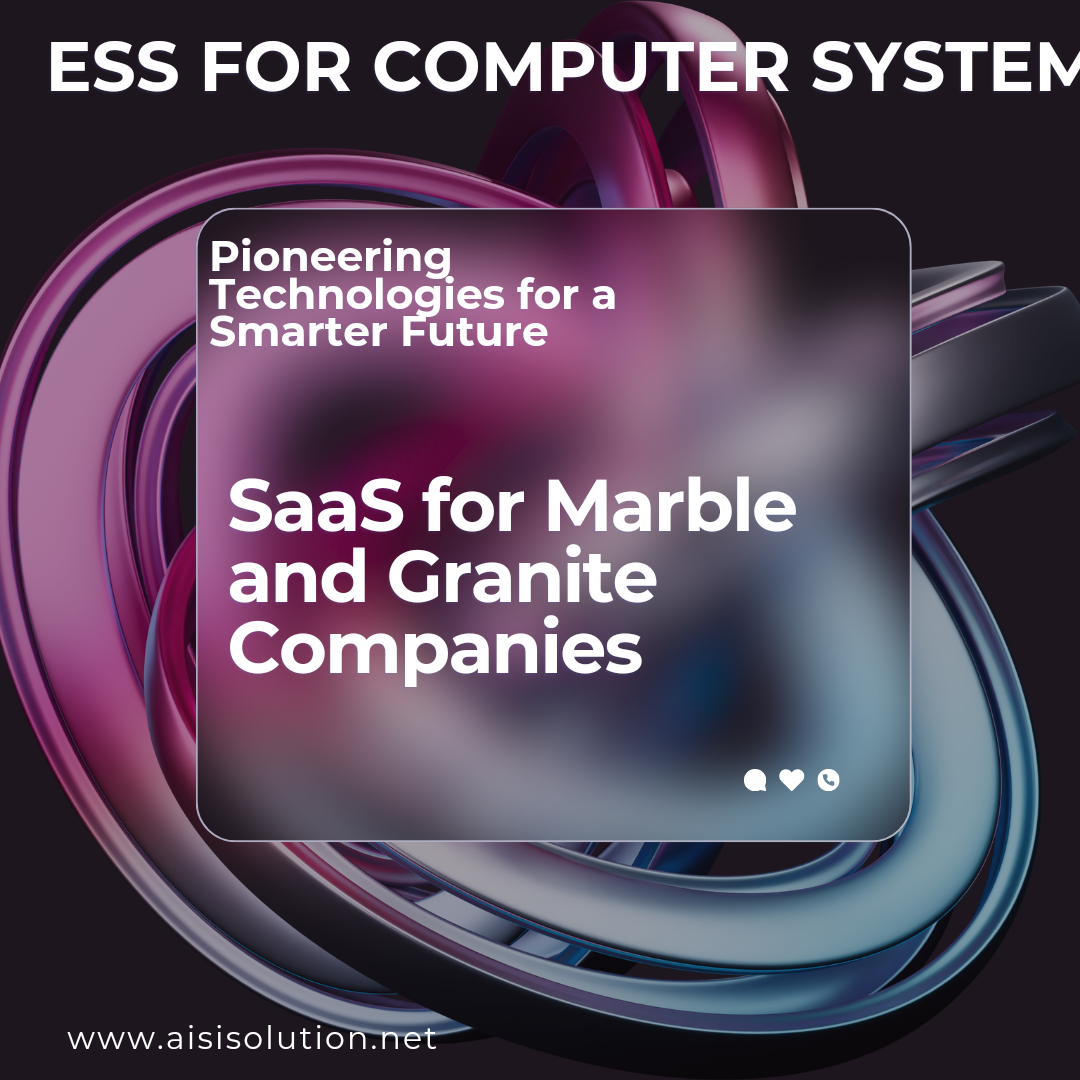 ESS FOR COMPUTER SYSTEM
Pioneering
Technologies for a
Smarter Future
SaaS for Marble
and Granite
Companies
www.aisisolution.net